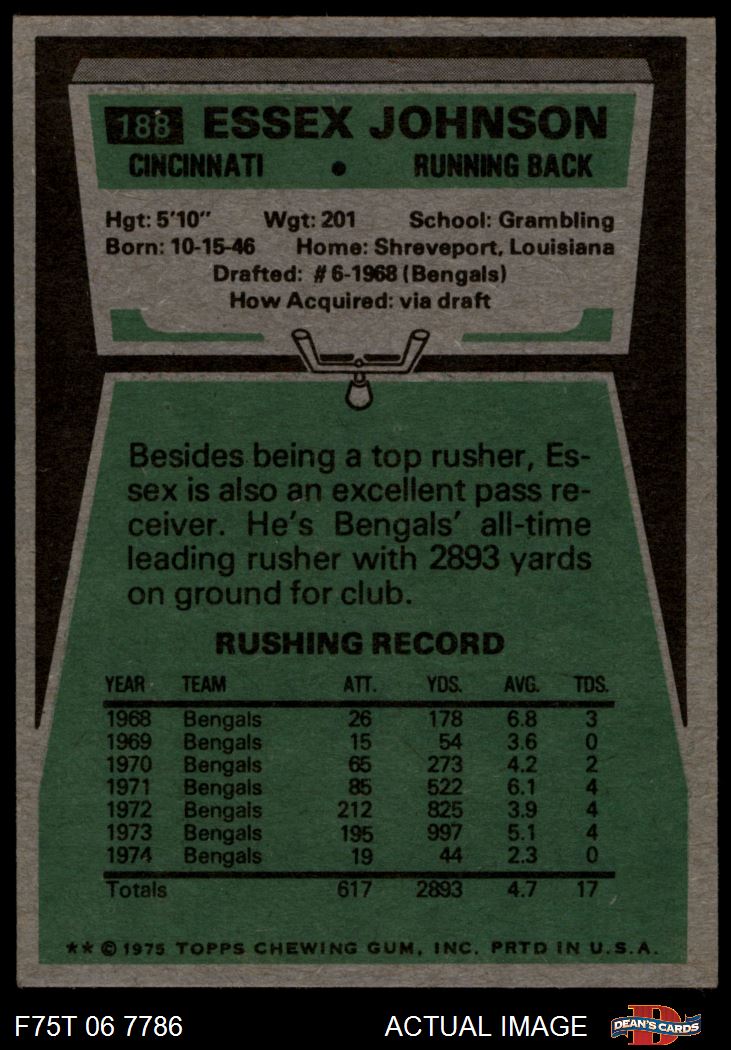 188 ESSEX JOHNSON
CINCINNATI • RUNNING BACK
Hgt: 5'10" Wgt: 201 School: Grambling
Born: 10-15-46 Home: Shreveport, Louisiana
Drafted: #6-1968 (Bengals)
How Acquired: via draft
Besides being a top rusher, Es-
sex is also an excellent pass re-
ceiver. He's Bengals' all-time
leading rusher with 2893 yards
on ground for club.
RUSHING RECORD
YEAR TEAM ATT. YDS. AVG. TDS.
1968 Bengals 26 178 6.8 3
1969 Bengals 15 54 3.6 0
1970 Bengals 65 273 4.2 2
1971 Bengals 85 522 6.1 4
1972 Bengals 212 825 3.9 4
1973 Bengals 195 997 5.1 4
1974 Bengals 19 44 2.3 0
Totals 617 2893 4.7 17
** © 1975 TOPPS CHEWING GUM, INC. PRTD IN U.S.A.
F75T 06 7786 ACTUAL IMAGE D DEAN'S CARDS